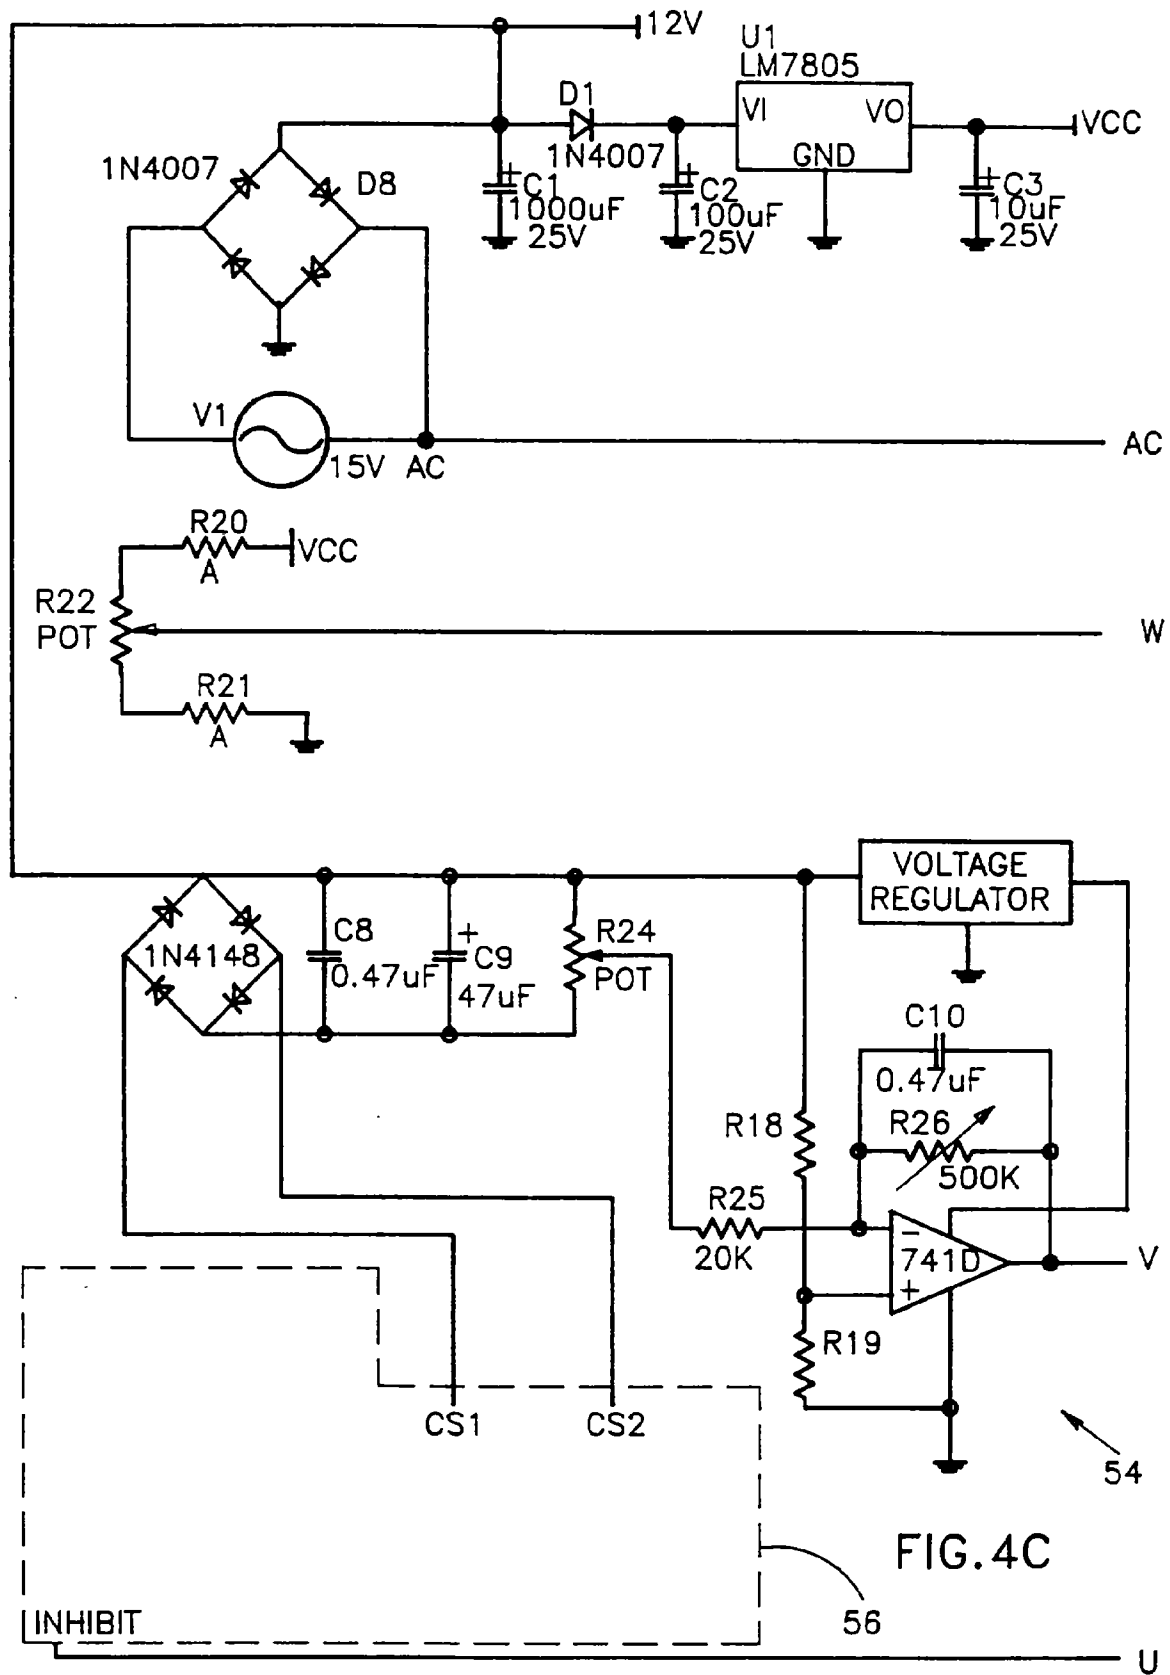 12V
U1
LM7805
D1
VI
VO
VCC
GND
1N4007
1N4007
D8
C1
1000uF
25V
C2
100uF
25V
C3
10uF
25V
V1
15V
AC
AC
R20
VCC
A
R22
POT
W
R21
A
VOLTAGE
REGULATOR
1N4148
C8
0.47uF
C9
47uF
R24
POT
C10
0.47uF
R18
R26
500K
R25
20K
741D
V
R19
CS1
CS2
54
FIG.4C
56
INHIBIT
U